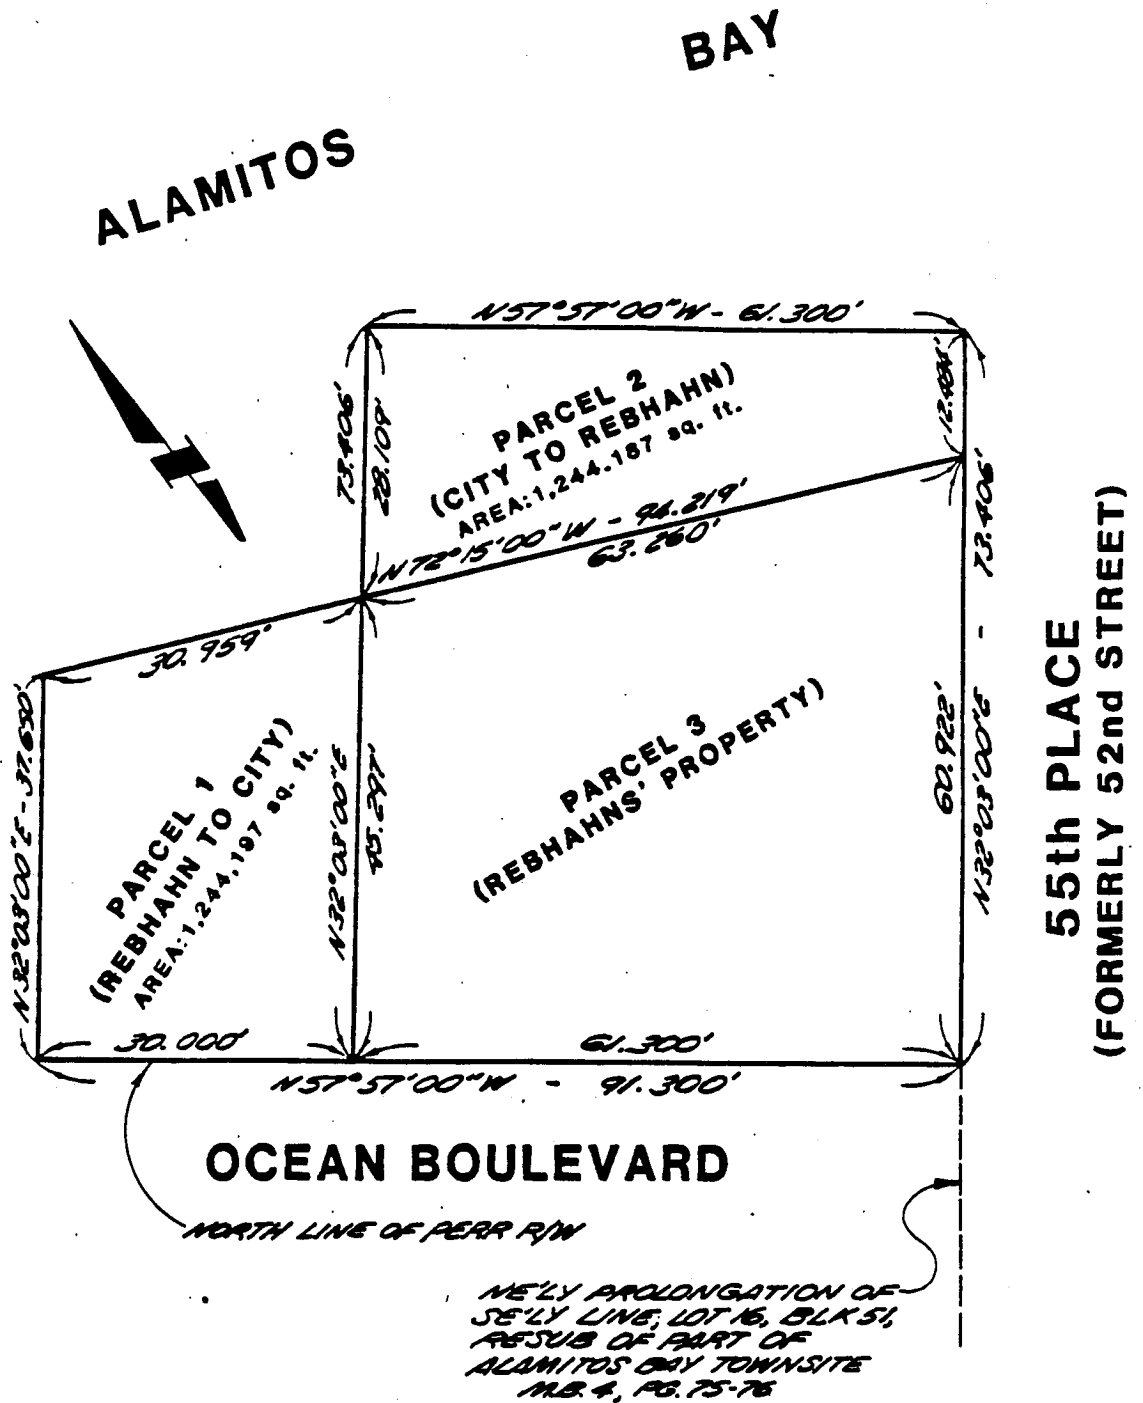 BAY
ALAMITOS
N57°57'00"W - 61.300'
73.406'
28.109'
12.484'
PARCEL 2
(CITY TO REBHAHN)
AREA:1,244.187 sq. ft.
N72°15'00"W - 94.219'
63.260'
73.406'
N32°03'00"E
30.959'
N32°03'00"E - 37.650'
PARCEL 1
(REBHAHN TO CITY)
AREA:1,244,197 sq. ft.
N32°03'00"E
45.297'
PARCEL 3
(REBHAHNS' PROPERTY)
60.922'
55th PLACE
(FORMERLY 52nd STREET)
30.000'
61.300'
N57°57'00"W - 91.300'
OCEAN BOULEVARD
NORTH LINE OF PERR R/W
NE'LY PROLONGATION OF
SE'LY LINE, LOT 16, BLK 51,
RESUB OF PART OF
ALAMITOS BAY TOWNSITE
M.B. 4, PG. 75-76